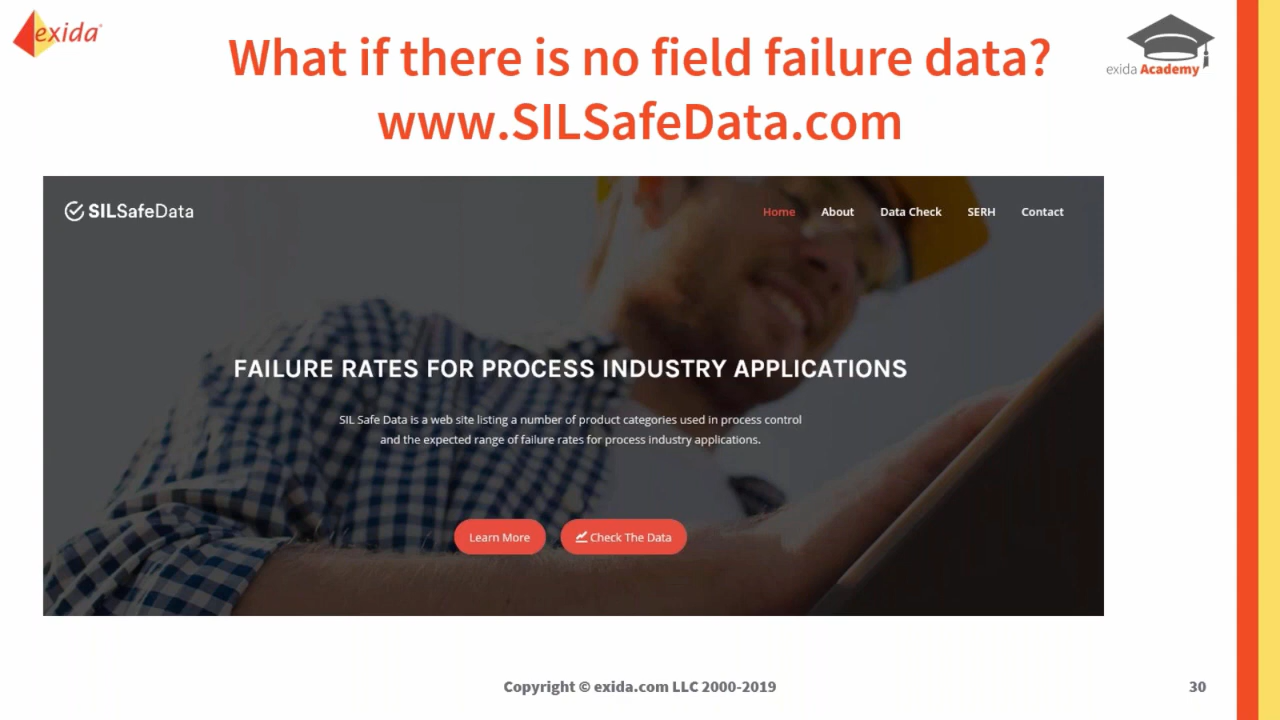 exida
What if there is no field failure data?
www.SILSafeData.com
exida Academy
SILSafeData
Home About Data Check SERH Contact
FAILURE RATES FOR PROCESS INDUSTRY APPLICATIONS
SIL Safe Data is a web site listing a number of product categories used in process control
and the expected range of failure rates for process industry applications.
Learn More Check The Data
Copyright © exida.com LLC 2000-2019
30